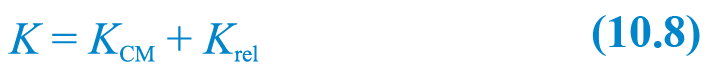 K = K_CM + K_rel (10.8)